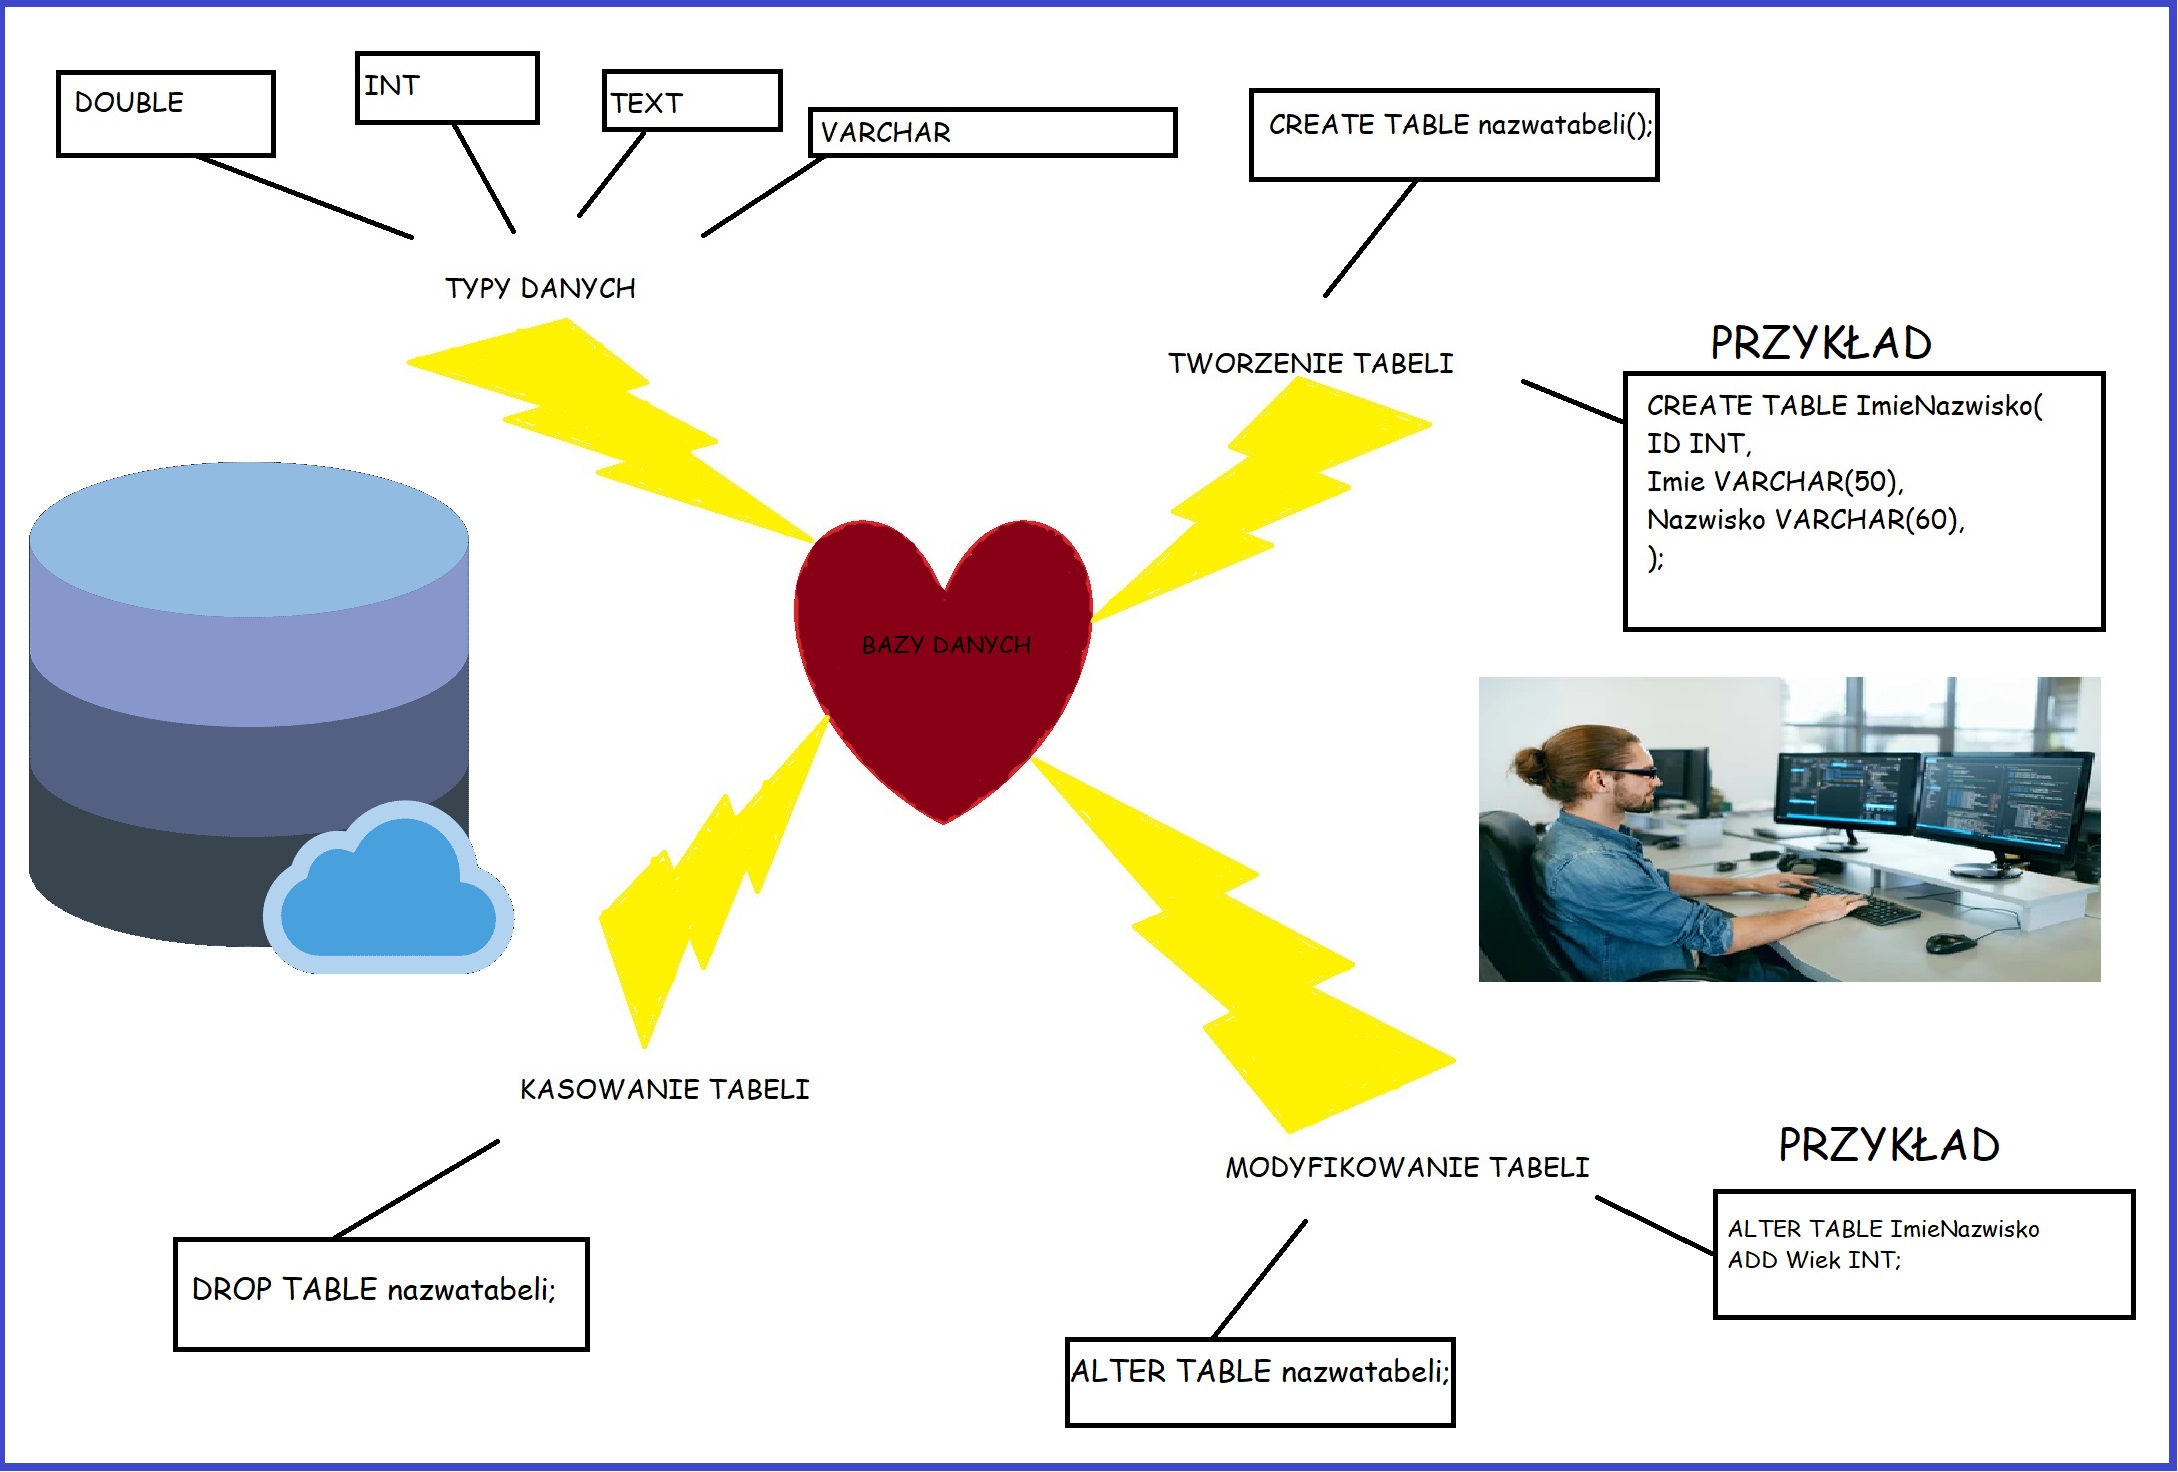 DOUBLE
INT
TEXT
VARCHAR
CREATE TABLE nazwatabeli();
TYPY DANYCH
TWORZENIE TABELI
PRZYKŁAD
CREATE TABLE ImieNazwisko(
ID INT,
Imie VARCHAR(50),
Nazwisko VARCHAR(60),
);
BAZY DANYCH
KASOWANIE TABELI
DROP TABLE nazwatabeli;
MODYFIKOWANIE TABELI
ALTER TABLE nazwatabeli;
PRZYKŁAD
ALTER TABLE ImieNazwisko
ADD Wiek INT;